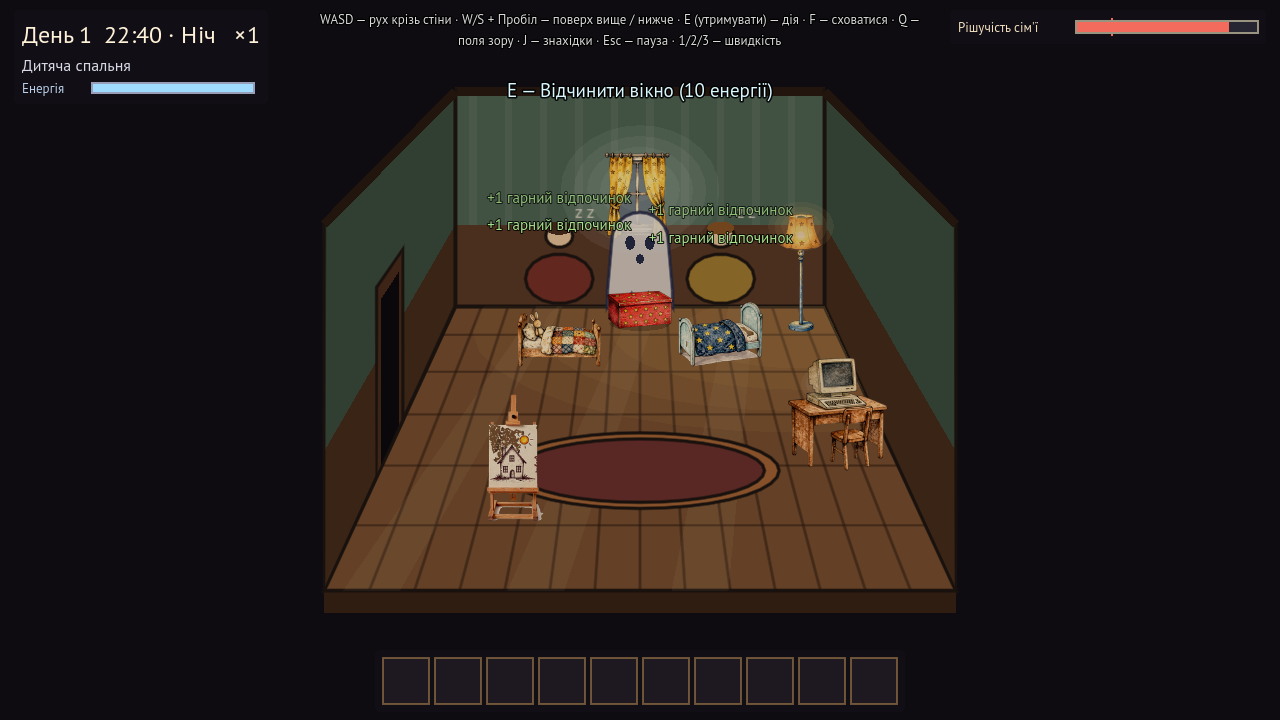 День 1 22:40 · Ніч ×1
Дитяча спальня
Енергія
WASD — рух крізь стіни · W/S + Пробіл — поверх вище / нижче · E (утримувати) — дія · F — сховатися · Q —
поля зору · J — знахідки · Esc — пауза · 1/2/3 — швидкість
Рішучість сім'ї
E — Відчинити вікно (10 енергії)
+1 гарний відпочинок
+1 гарний відпочинок
z z
+1 гарний відпочинок
+1 гарний відпочинок